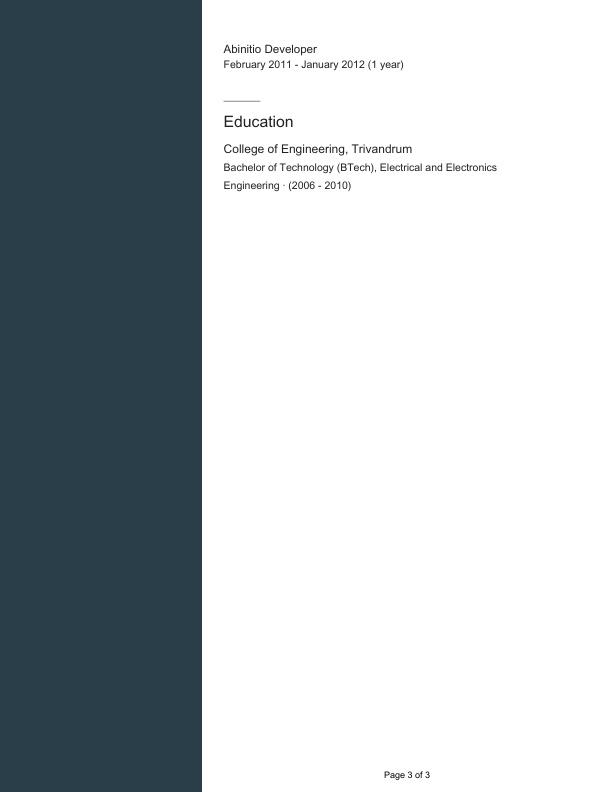 Abinitio Developer
February 2011 - January 2012 (1 year)
Education
College of Engineering, Trivandrum
Bachelor of Technology (BTech), Electrical and Electronics
Engineering · (2006 - 2010)
Page 3 of 3